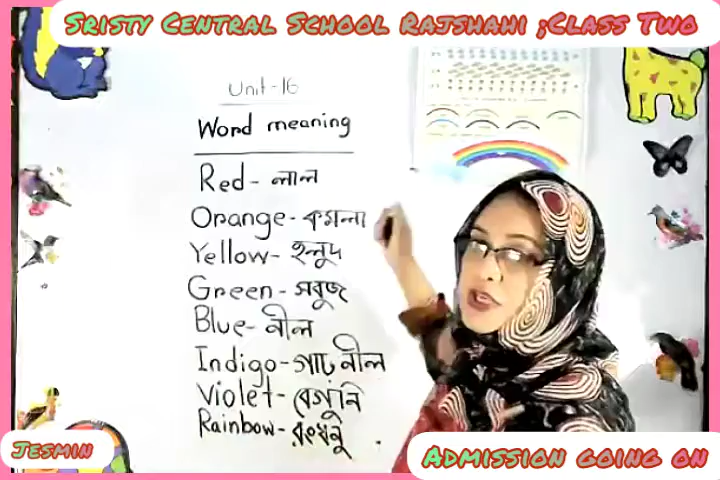 Sristy Central School Rajshahi ;Class Two
Unit-16
Word meaning
Red - লাল
Orange - কমলা
Yellow - হলুদ
Green - সবুজ
Blue - নীল
Indigo - গাঢ় নীল
Violet - বেগুনি
Rainbow - রংধনু
Jesmin
Admission going on